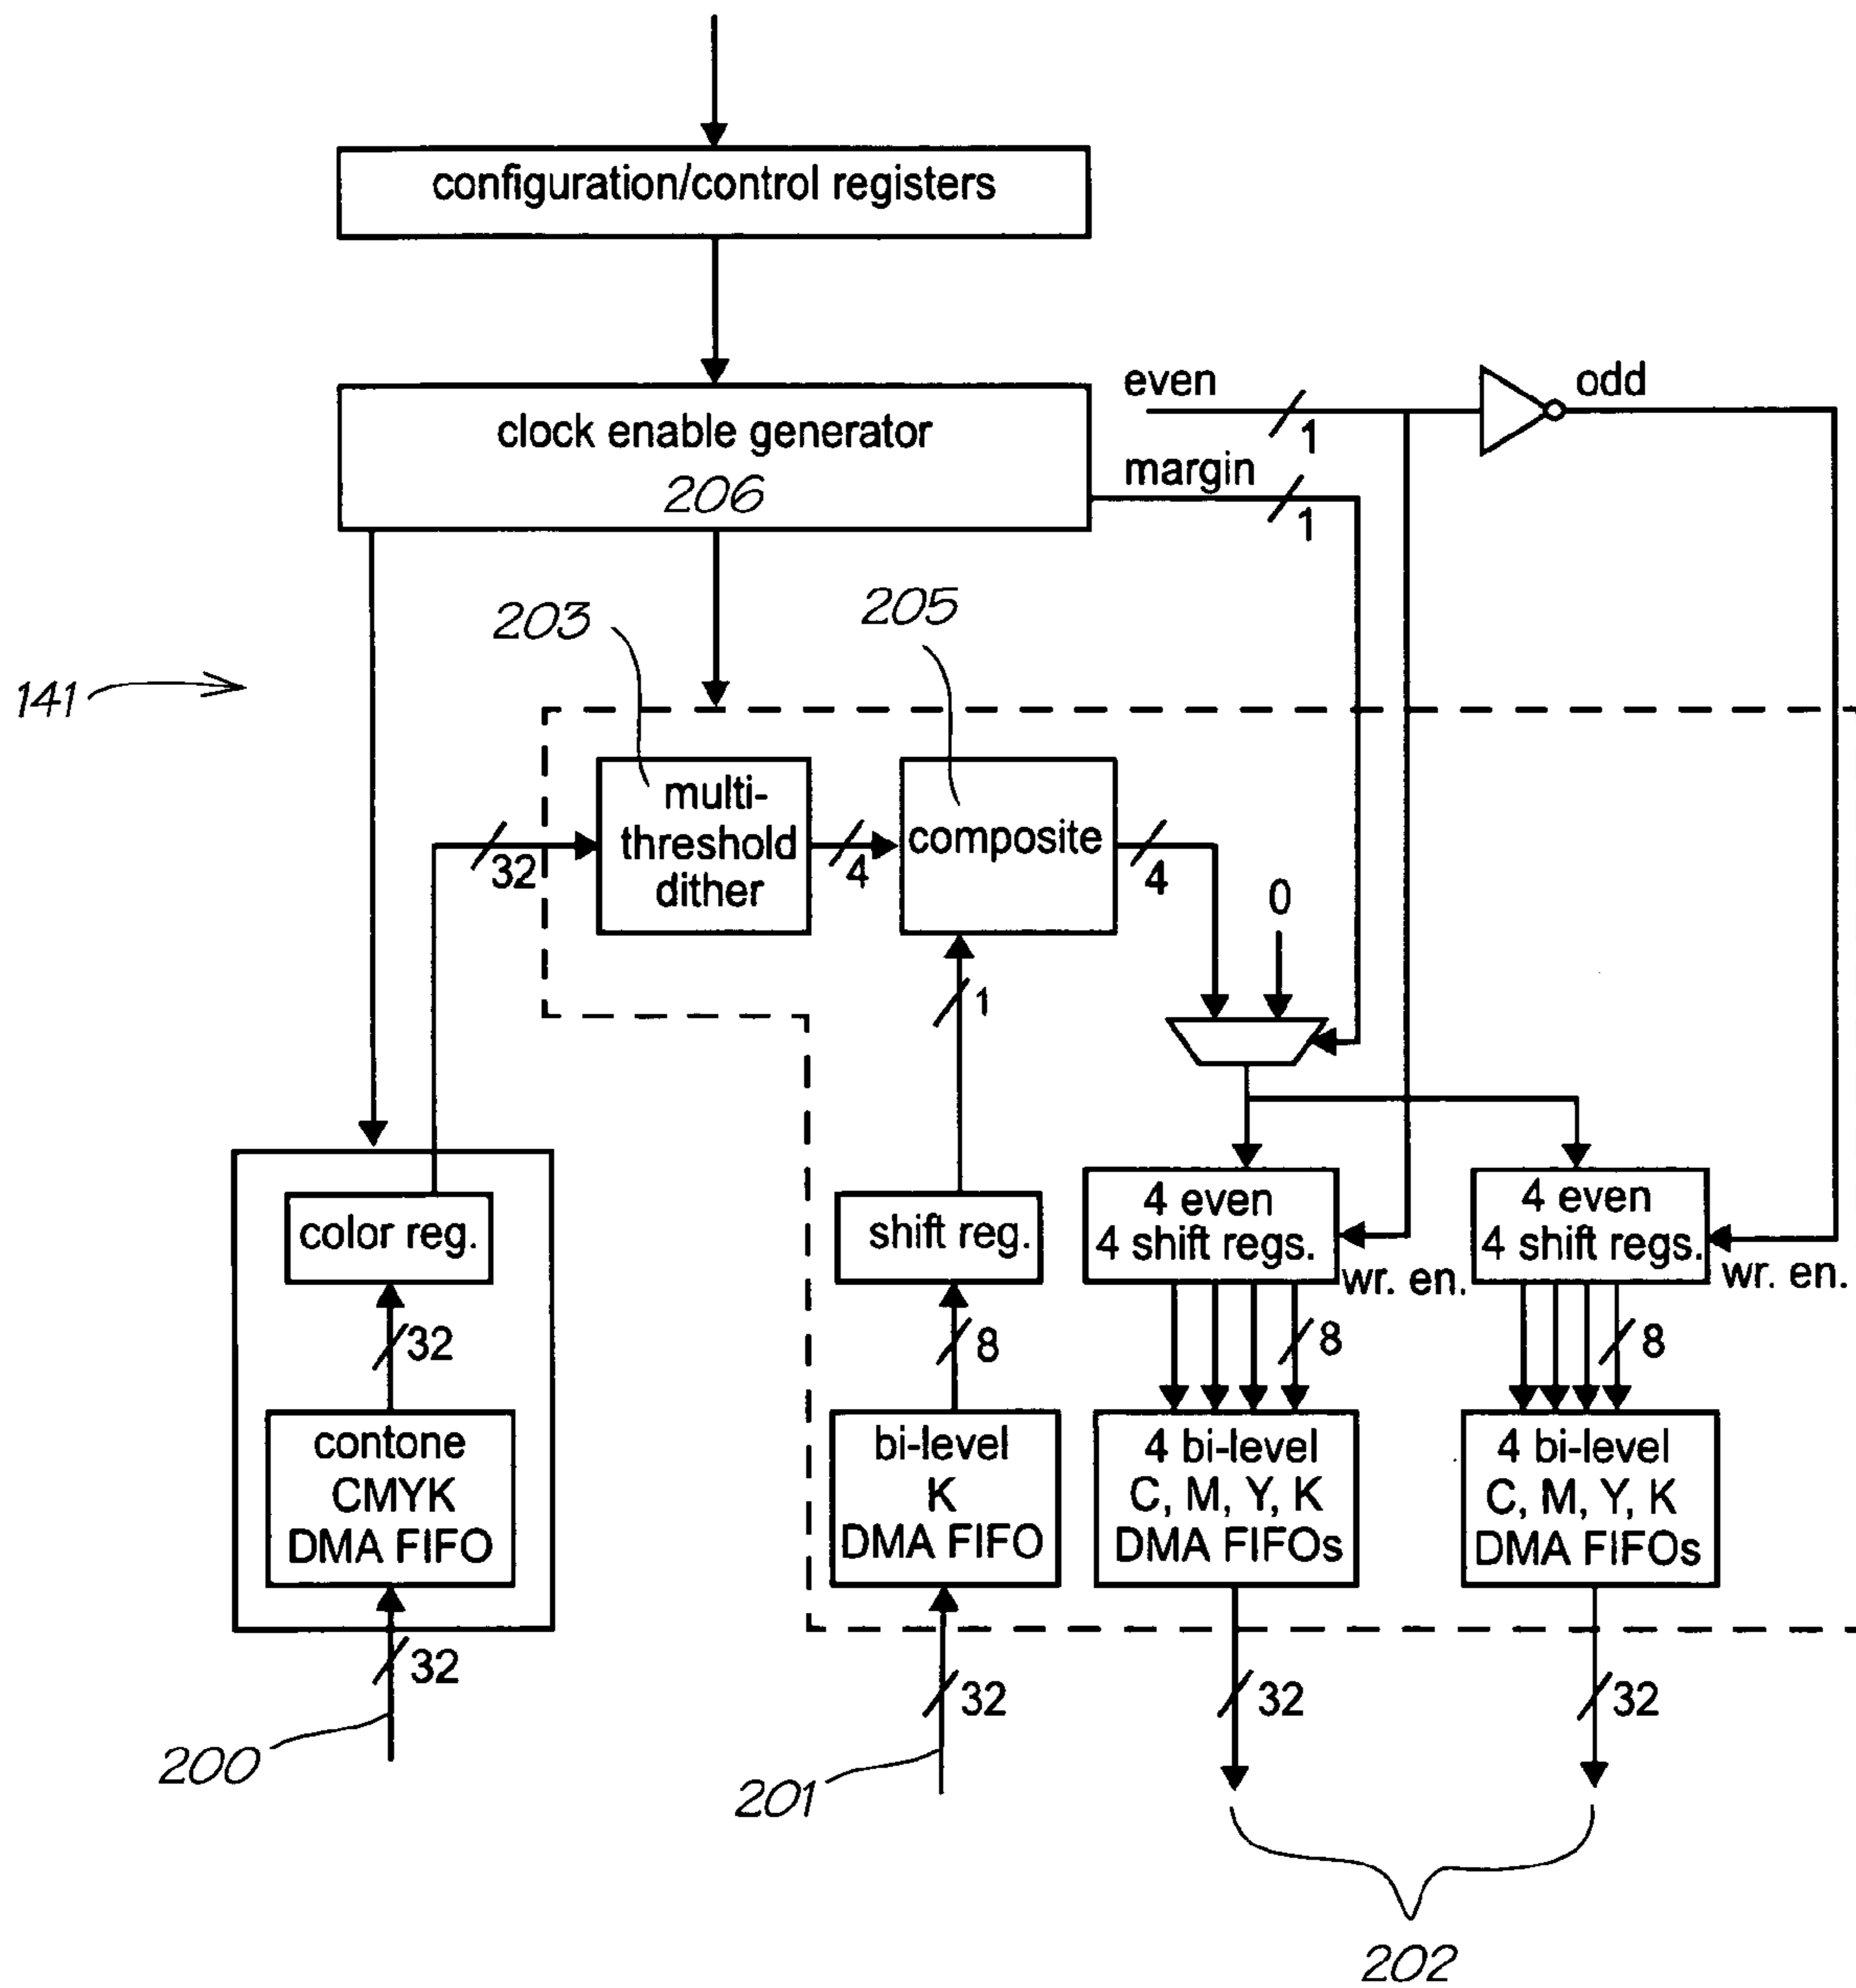 configuration/control registers
clock enable generator
206
even
1
odd
margin
1
203
205
141
multi-
threshold
dither
composite
32
4
4
0
1
color reg.
shift reg.
4 even
4 shift regs.
wr. en.
4 even
4 shift regs.
wr. en.
32
8
8
8
contone
CMYK
DMA FIFO
bi-level
K
DMA FIFO
4 bi-level
C, M, Y, K
DMA FIFOs
4 bi-level
C, M, Y, K
DMA FIFOs
32
32
32
32
200
201
202